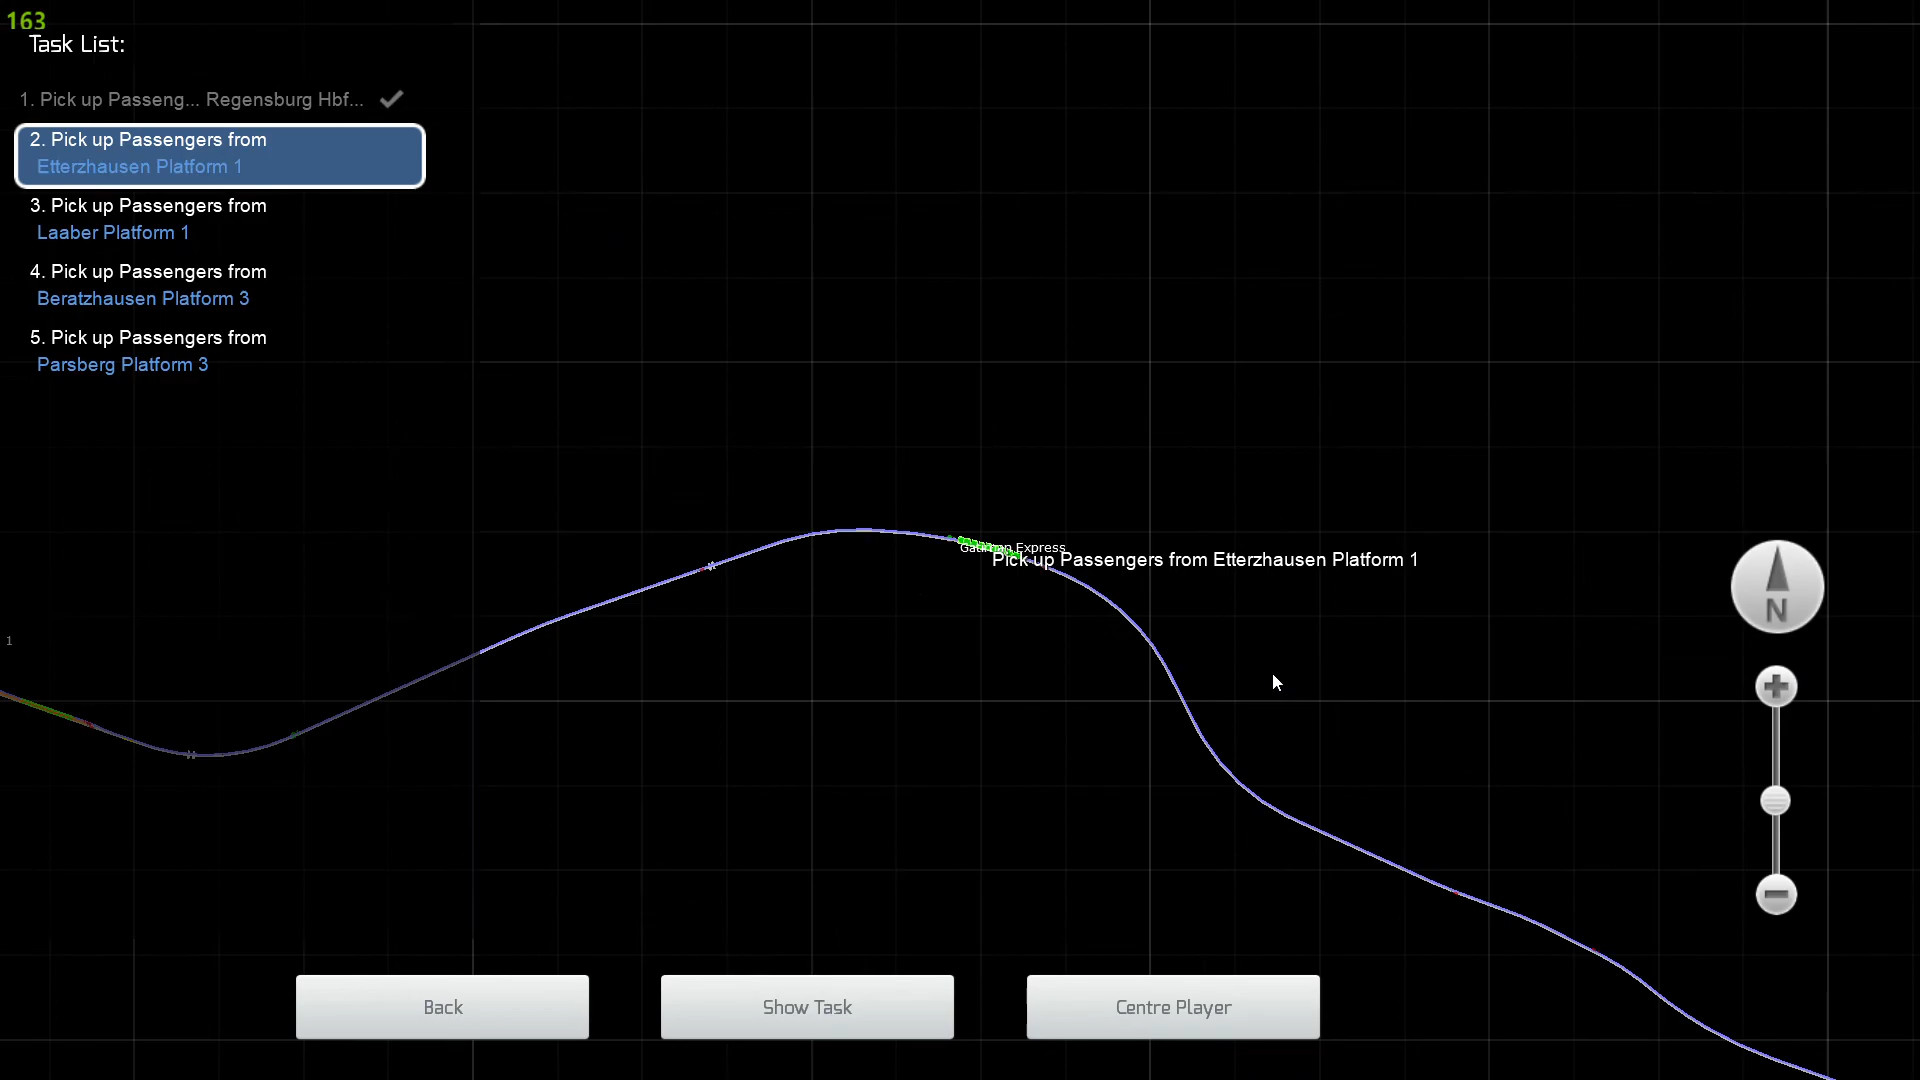 163
Task List:
1. Pick up Passeng... Regensburg Hbf...
2. Pick up Passengers from
Etterzhausen Platform 1
3. Pick up Passengers from
Laaber Platform 1
4. Pick up Passengers from
Beratzhausen Platform 3
5. Pick up Passengers from
Parsberg Platform 3
Express
Pick up Passengers from Etterzhausen Platform 1
1
N
Back
Show Task
Centre Player